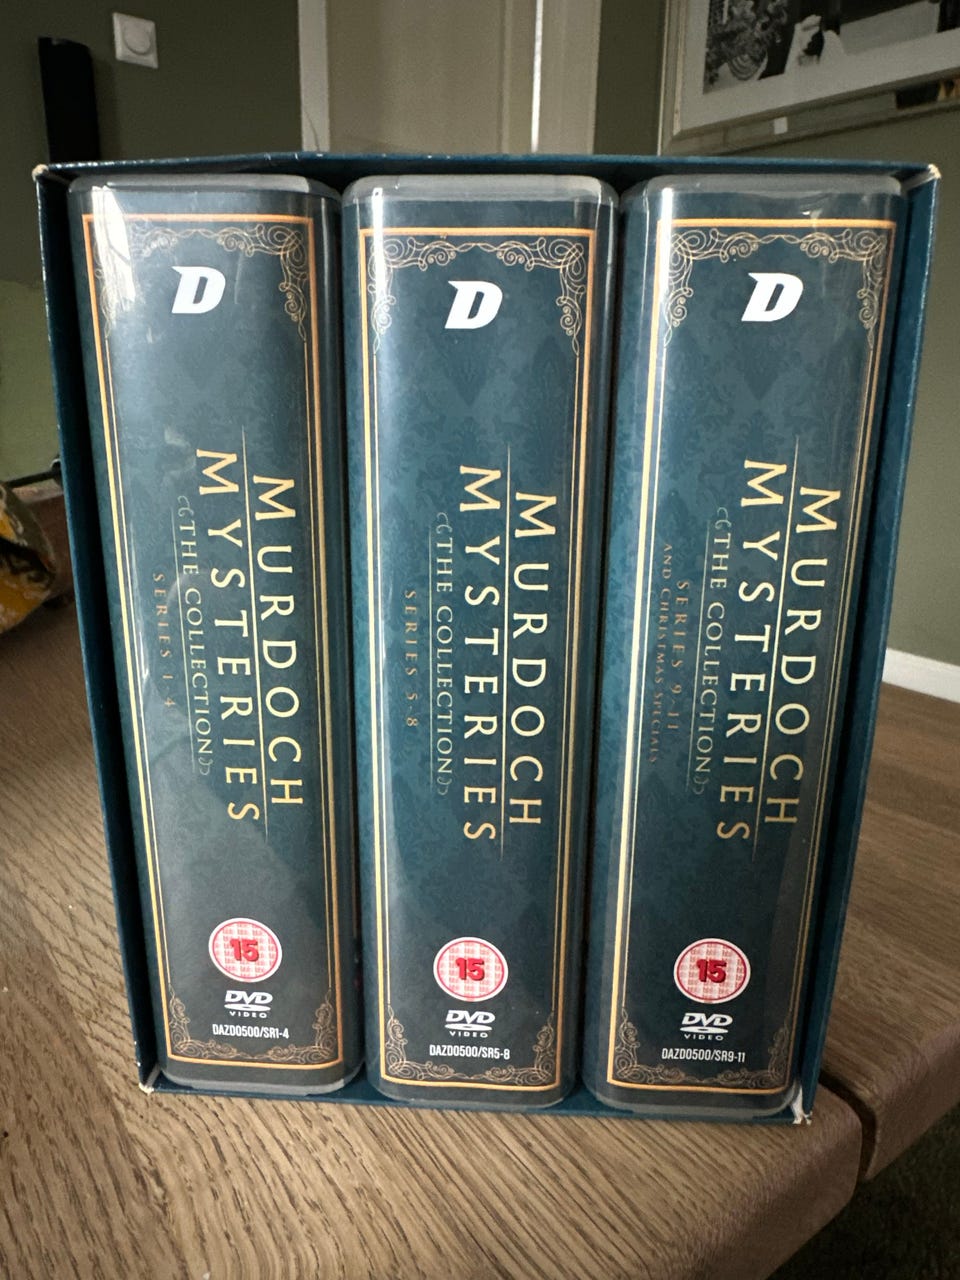 D
MURDOCH
MYSTERIES
THE COLLECTION
SERIES 1-4
15
DVD
VIDEO
DAZD0500/SR1-4
D
MURDOCH
MYSTERIES
THE COLLECTION
SERIES 5-8
15
DVD
VIDEO
DAZD0500/SR5-8
D
MURDOCH
MYSTERIES
THE COLLECTION
SERIES 9-11
AND CHRISTMAS SPECIALS
15
DVD
VIDEO
DAZD0500/SR9-11